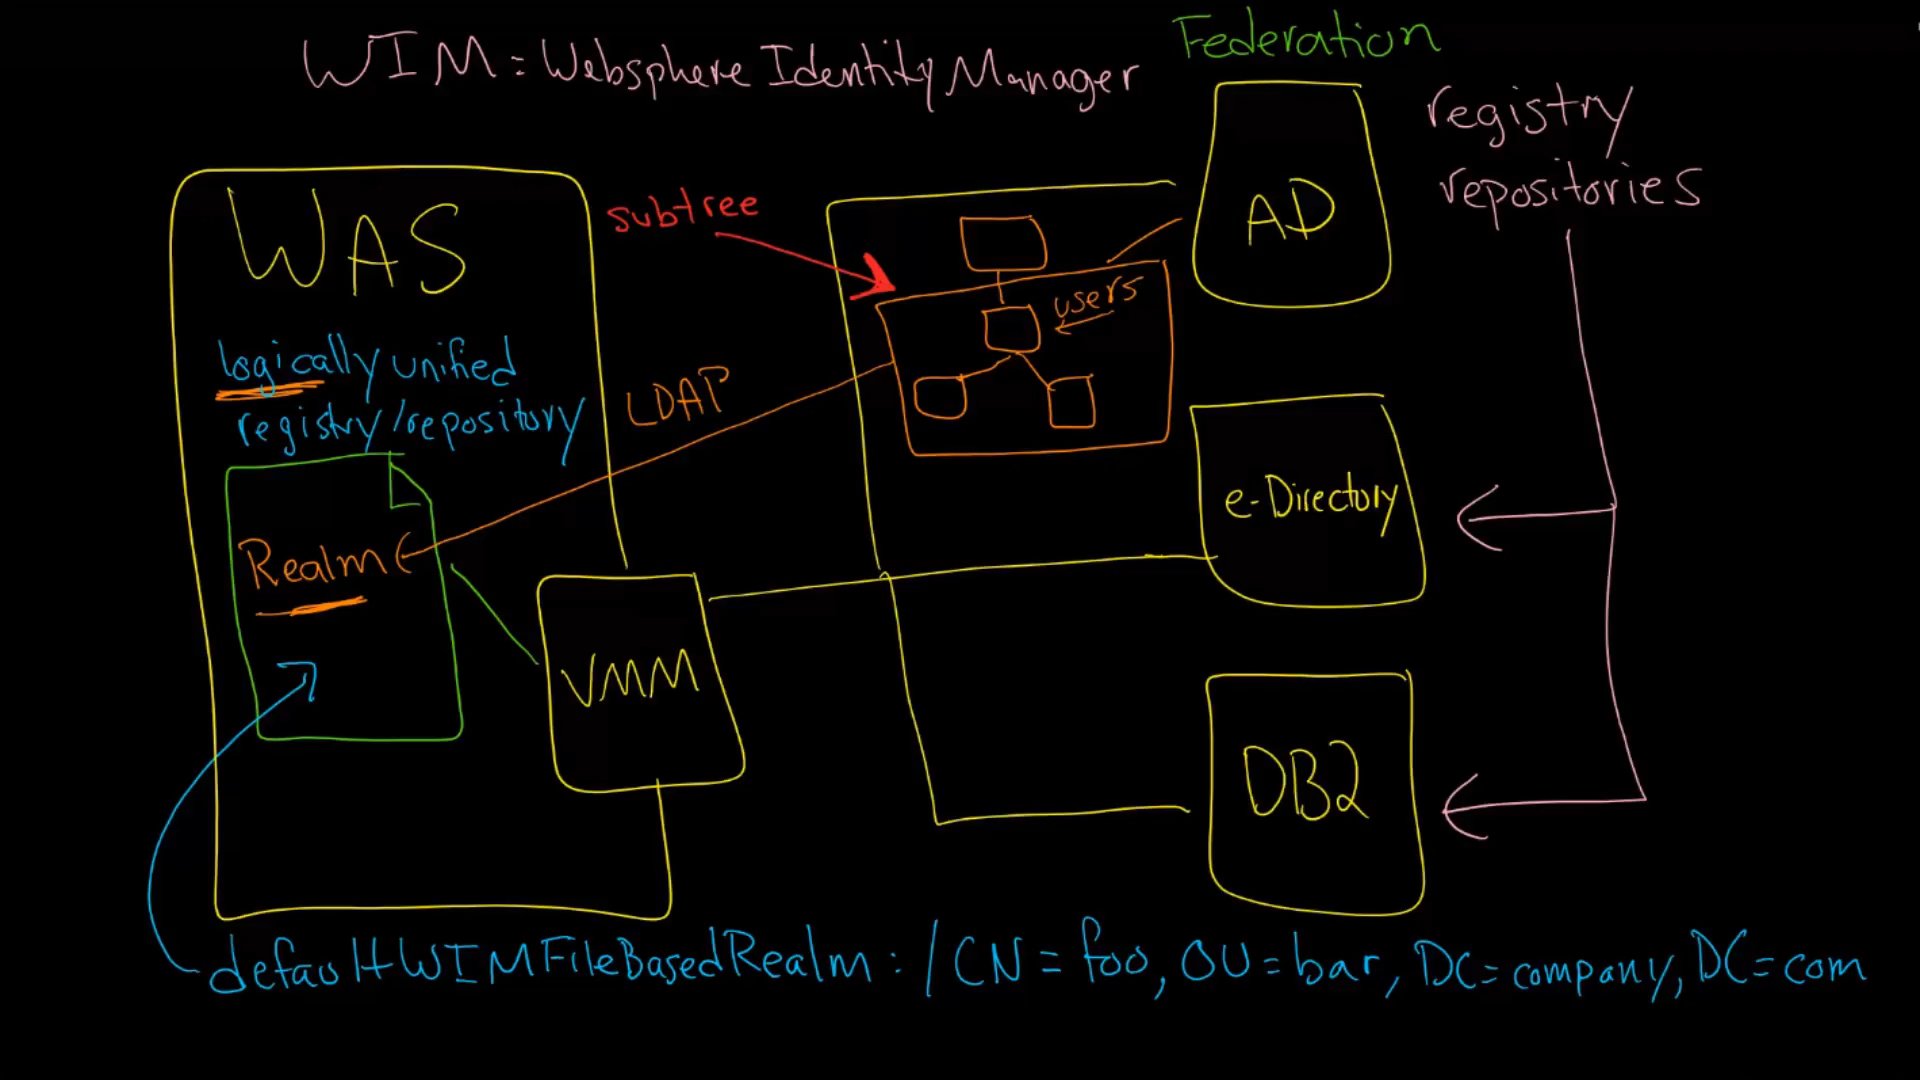 Federation
WIM = Websphere Identity Manager
registry
repositories
WAS
subtree
AD
users
logically unified
registry/repository
LDAP
e-Directory
Realm
VMM
DB2
defaultWIMFileBasedRealm: / CN = foo, OU = bar, DC = company, DC = com